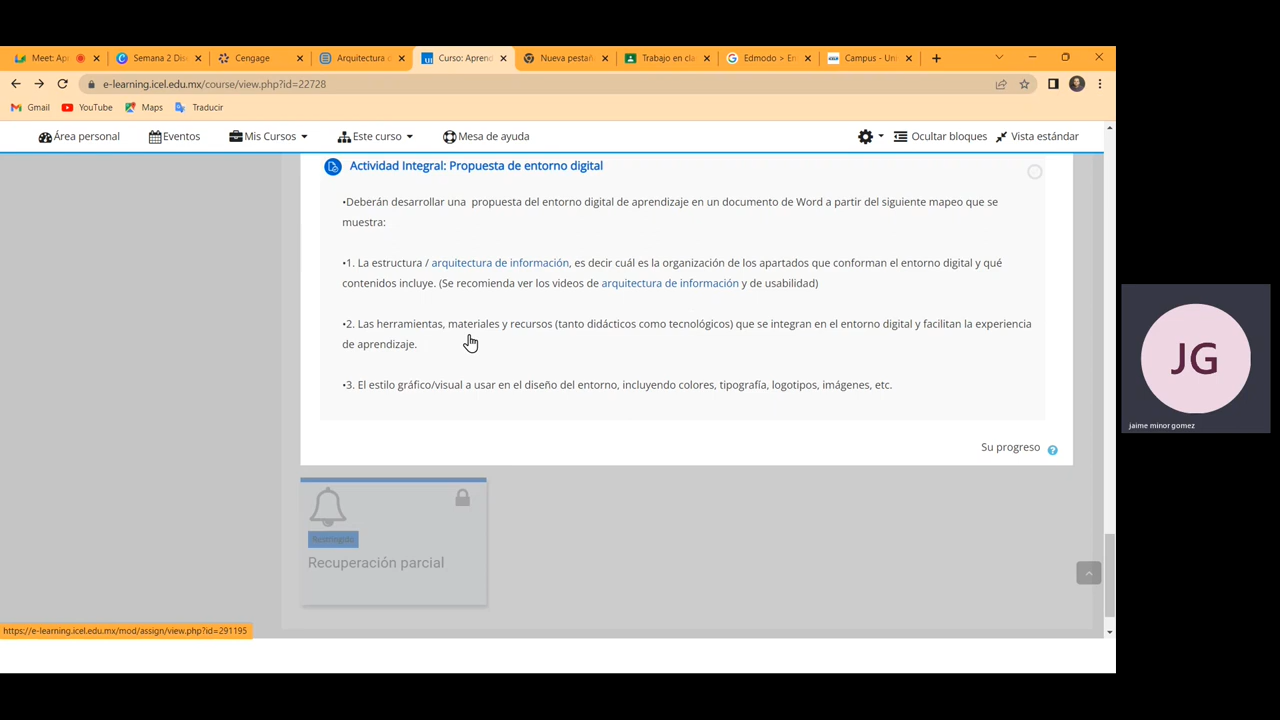 Meet: Ap
Semana 2 Dis
Cengage
Arquitectura d
Curso: Apren
Nueva pestañ
Trabajo en cla
Edmodo > En
Campus - Uni
e-learning.icel.edu.mx/course/view.php?id=22728
Gmail
YouTube
Maps
Traducir
Área personal
Eventos
Mis Cursos
Este curso
Mesa de ayuda
Ocultar bloques
Vista estándar
Actividad Integral: Propuesta de entorno digital
•Deberán desarrollar una propuesta del entorno digital de aprendizaje en un documento de Word a partir del siguiente mapeo que se
muestra:
•1. La estructura / arquitectura de información, es decir cuál es la organización de los apartados que conforman el entorno digital y qué
contenidos incluye. (Se recomienda ver los videos de arquitectura de información y de usabilidad)
•2. Las herramientas, materiales y recursos (tanto didácticos como tecnológicos) que se integran en el entorno digital y facilitan la experiencia
de aprendizaje.
•3. El estilo gráfico/visual a usar en el diseño del entorno, incluyendo colores, tipografía, logotipos, imágenes, etc.
Su progreso
Restringido
Recuperación parcial
https://e-learning.icel.edu.mx/mod/assign/view.php?id=291195
JG
jaime minor gomez